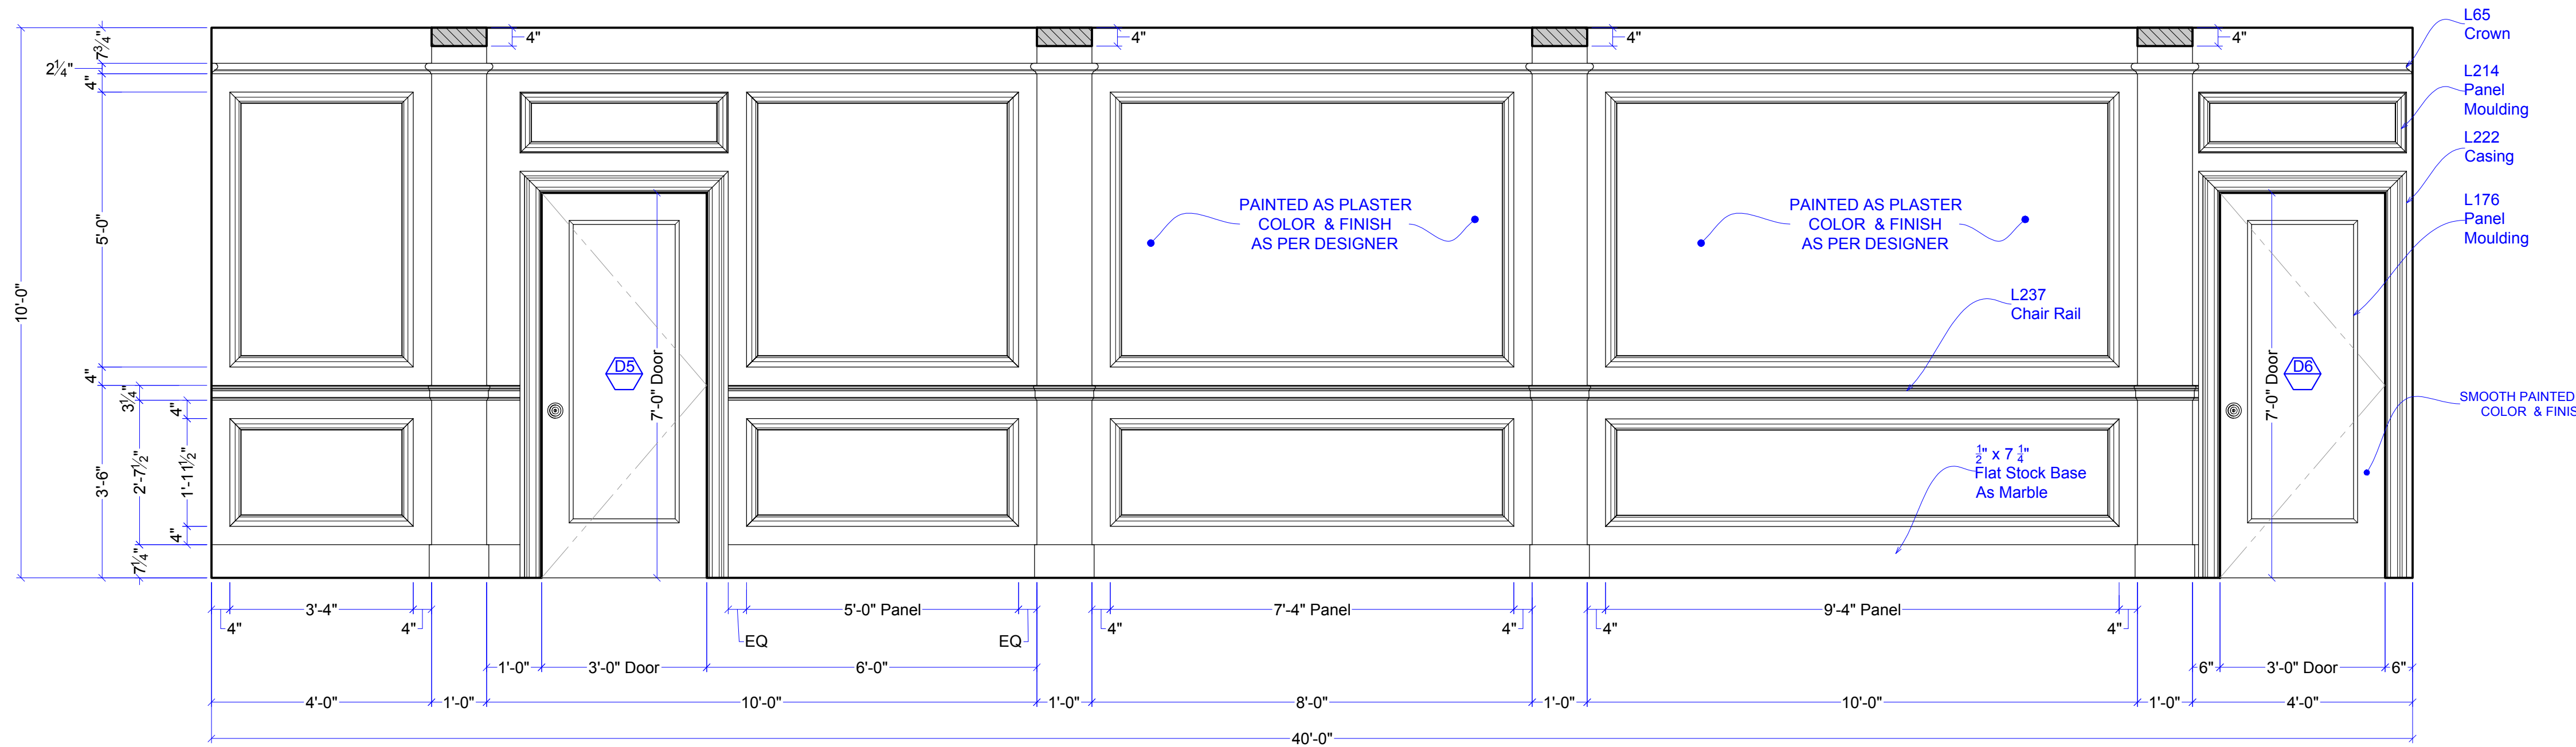 L65
Crown
4"
4"
4"
4"
7¾"
2¼"
4"
L214
Panel
Moulding
L222
Casing
L176
Panel
Moulding
PAINTED AS PLASTER
COLOR & FINISH
AS PER DESIGNER
PAINTED AS PLASTER
COLOR & FINISH
AS PER DESIGNER
5'-0"
10'-0"
L237
Chair Rail
D5
7'-0" Door
D6
7'-0" Door
4"
3¼"
4"
SMOOTH PAINTED
COLOR & FINIS
3'-6"
2'-7½"
1'-11½"
½" x 7 ¼"
Flat Stock Base
As Marble
4"
7¼"
3'-4"
5'-0" Panel
7'-4" Panel
9'-4" Panel
4"
4"
EQ
EQ
4"
4"
4"
4"
1'-0"
3'-0" Door
6'-0"
6"
3'-0" Door
6"
4'-0"
1'-0"
10'-0"
1'-0"
8'-0"
1'-0"
10'-0"
1'-0"
4'-0"
40'-0"